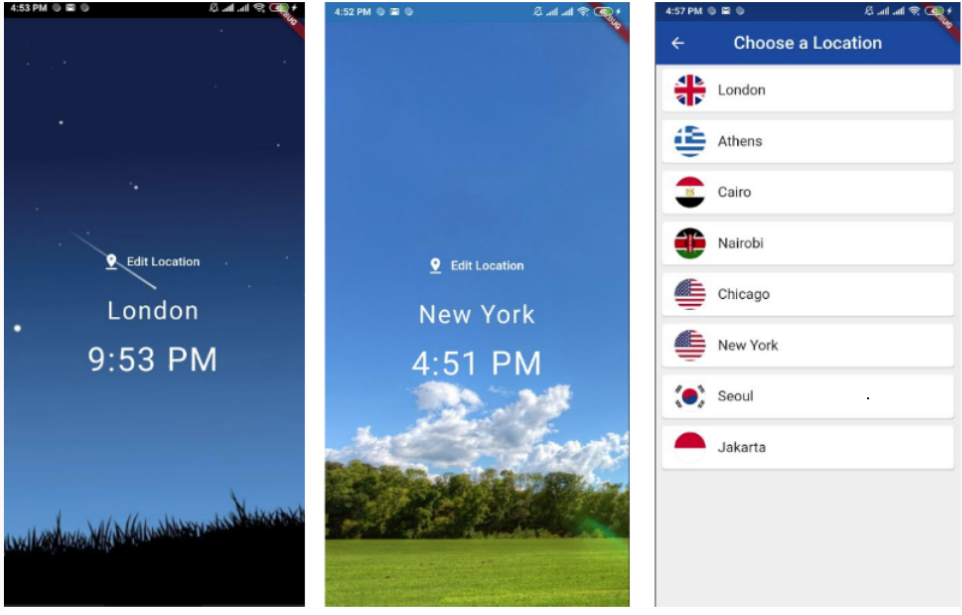 4:53 PM
DEBUG
Edit Location
London
9:53 PM
4:52 PM
DEBUG
Edit Location
New York
4:51 PM
4:57 PM
DEBUG
Choose a Location
London
Athens
Cairo
Nairobi
Chicago
New York
Seoul
Jakarta